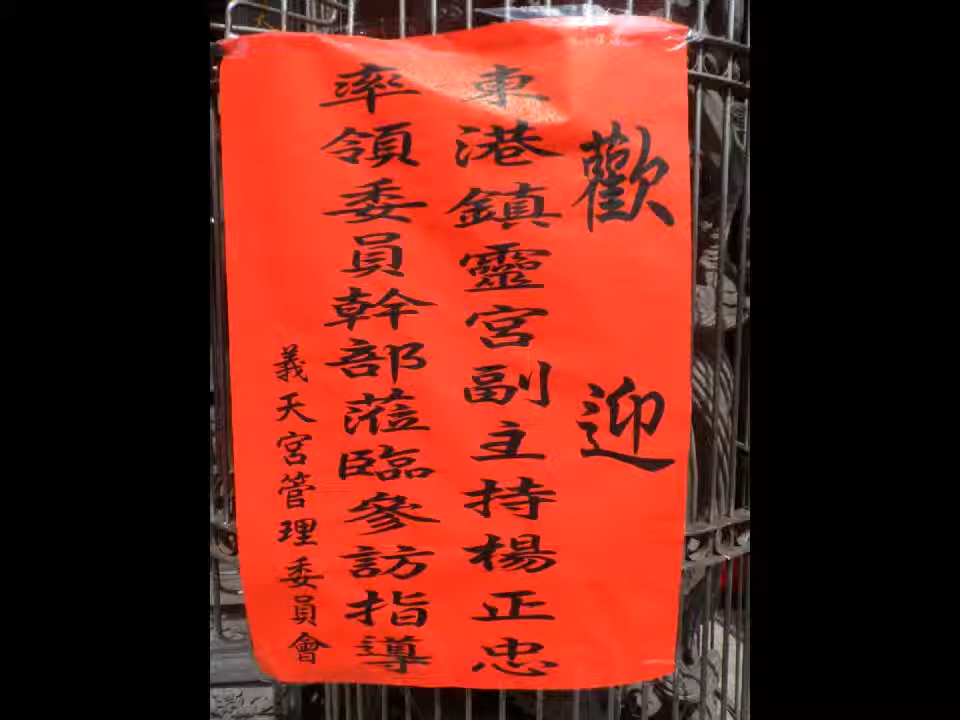 歡迎
東港鎮靈宮副主持楊正忠
率領委員幹部蒞臨參訪指導
義天宮管理委員會